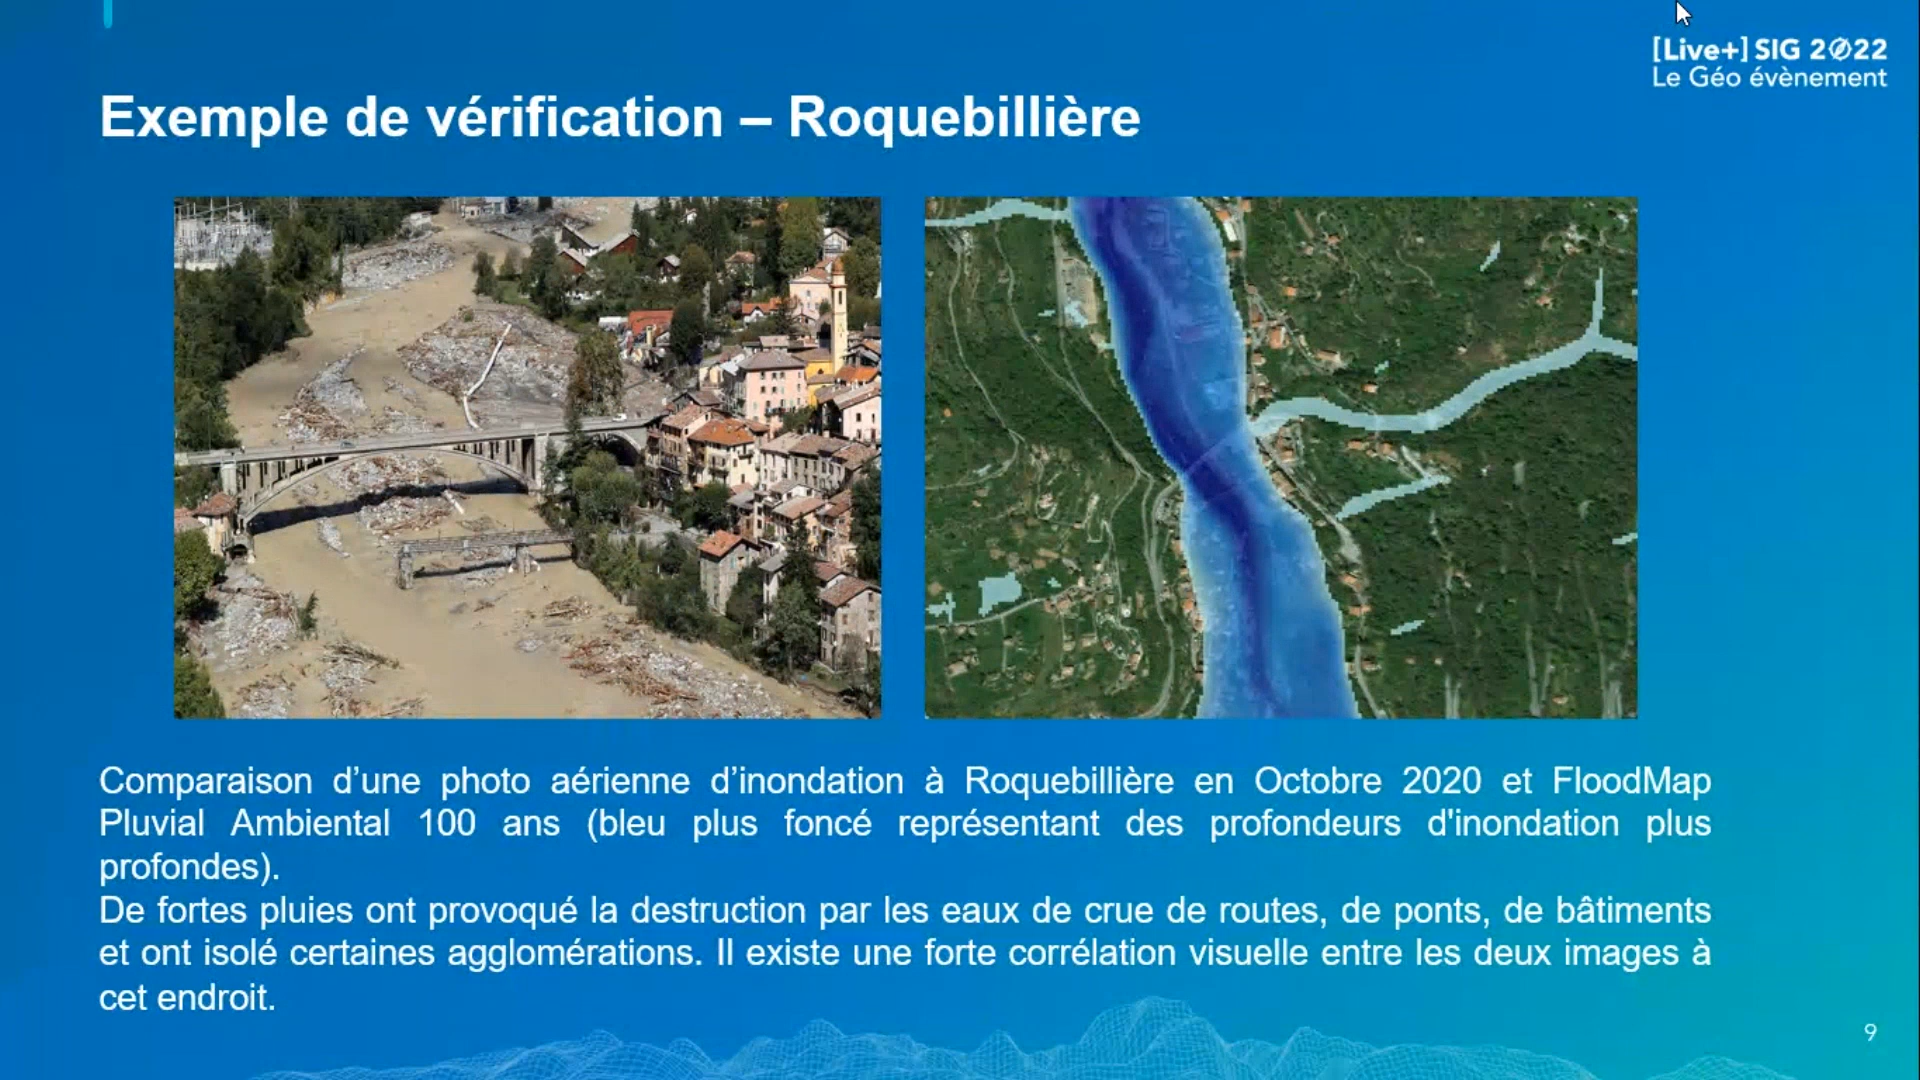 [Live+] SIG 2022
Le Géo évènement
Exemple de vérification – Roquebillière
Comparaison d’une photo aérienne d’inondation à Roquebillière en Octobre 2020 et FloodMap
Pluvial Ambiental 100 ans (bleu plus foncé représentant des profondeurs d'inondation plus
profondes).
De fortes pluies ont provoqué la destruction par les eaux de crue de routes, de ponts, de bâtiments
et ont isolé certaines agglomérations. Il existe une forte corrélation visuelle entre les deux images à
cet endroit.
9